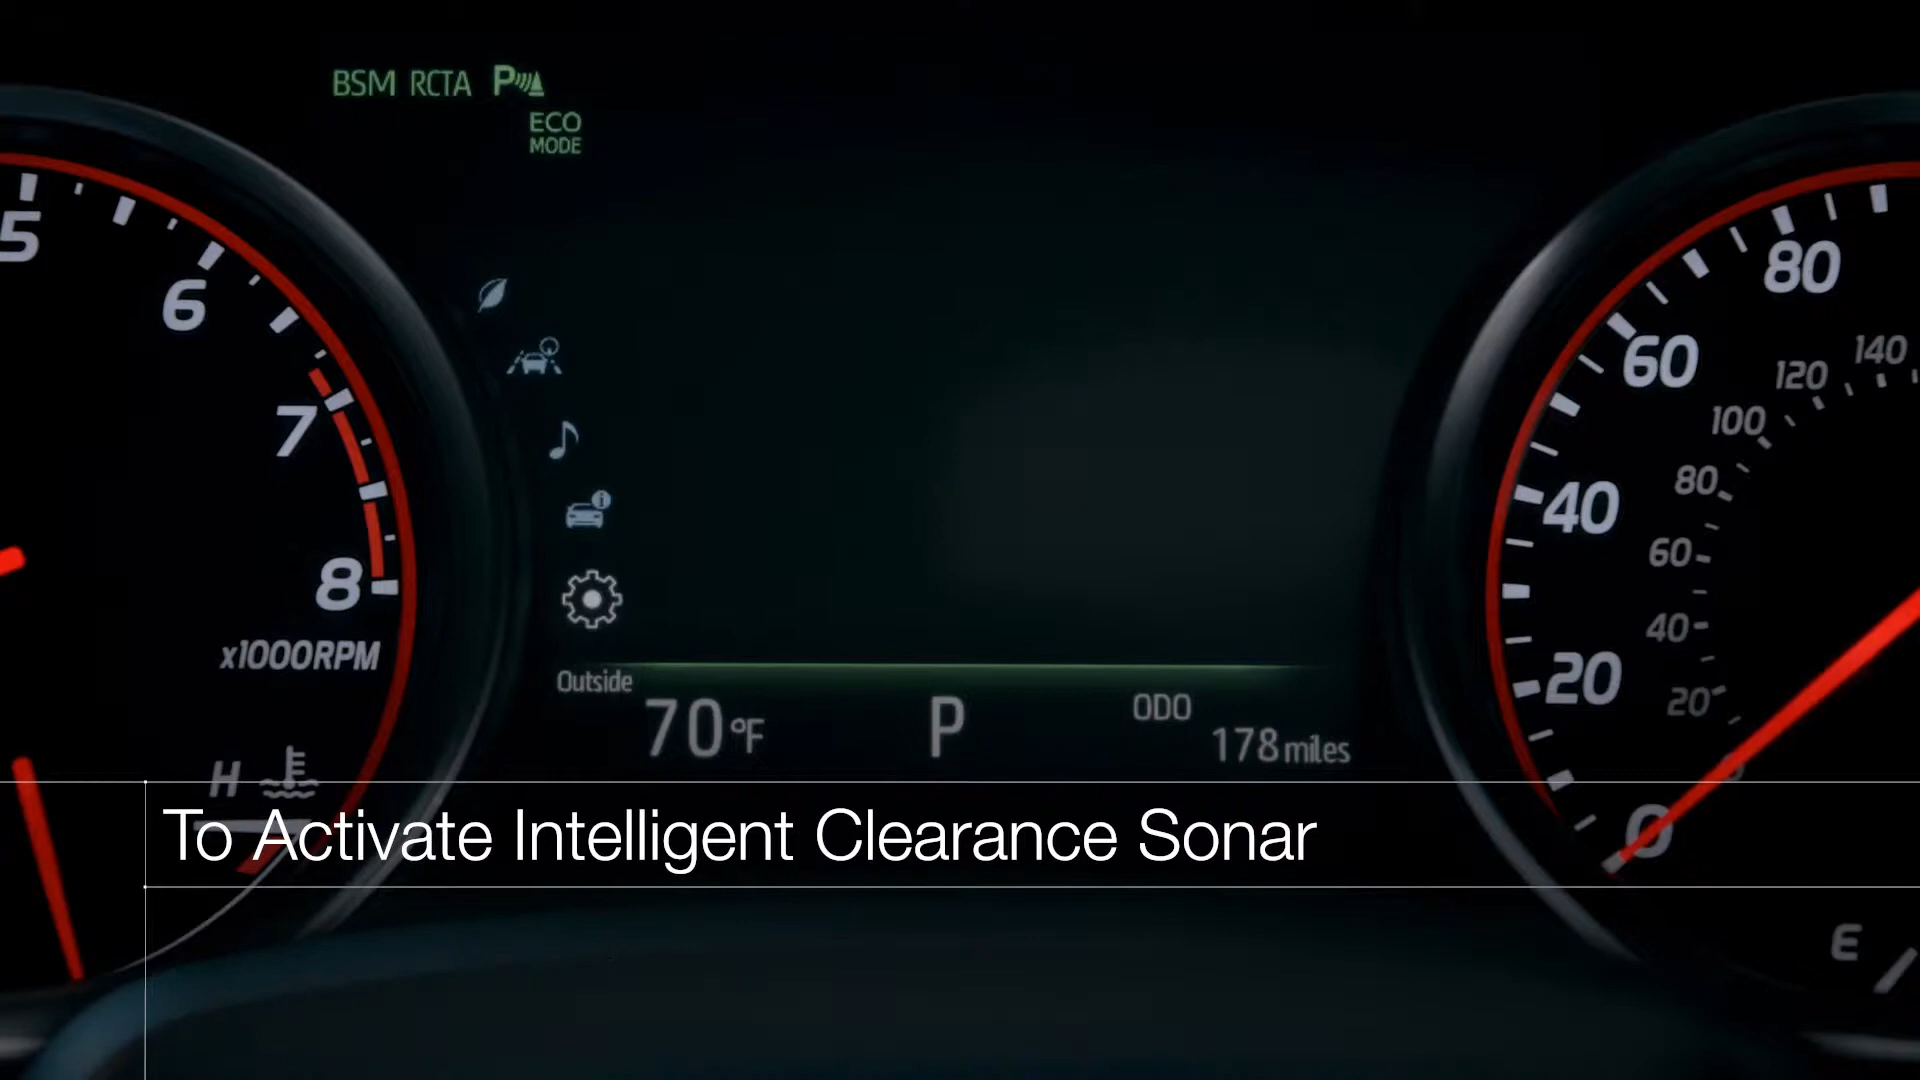 BSM RCTA P
ECO
MODE
5
6
7
8
x1000RPM
H
Outside
70°F
P
ODO
178 miles
80
60
40
20
0
140
120
100
80
60
40
20
E
To Activate Intelligent Clearance Sonar